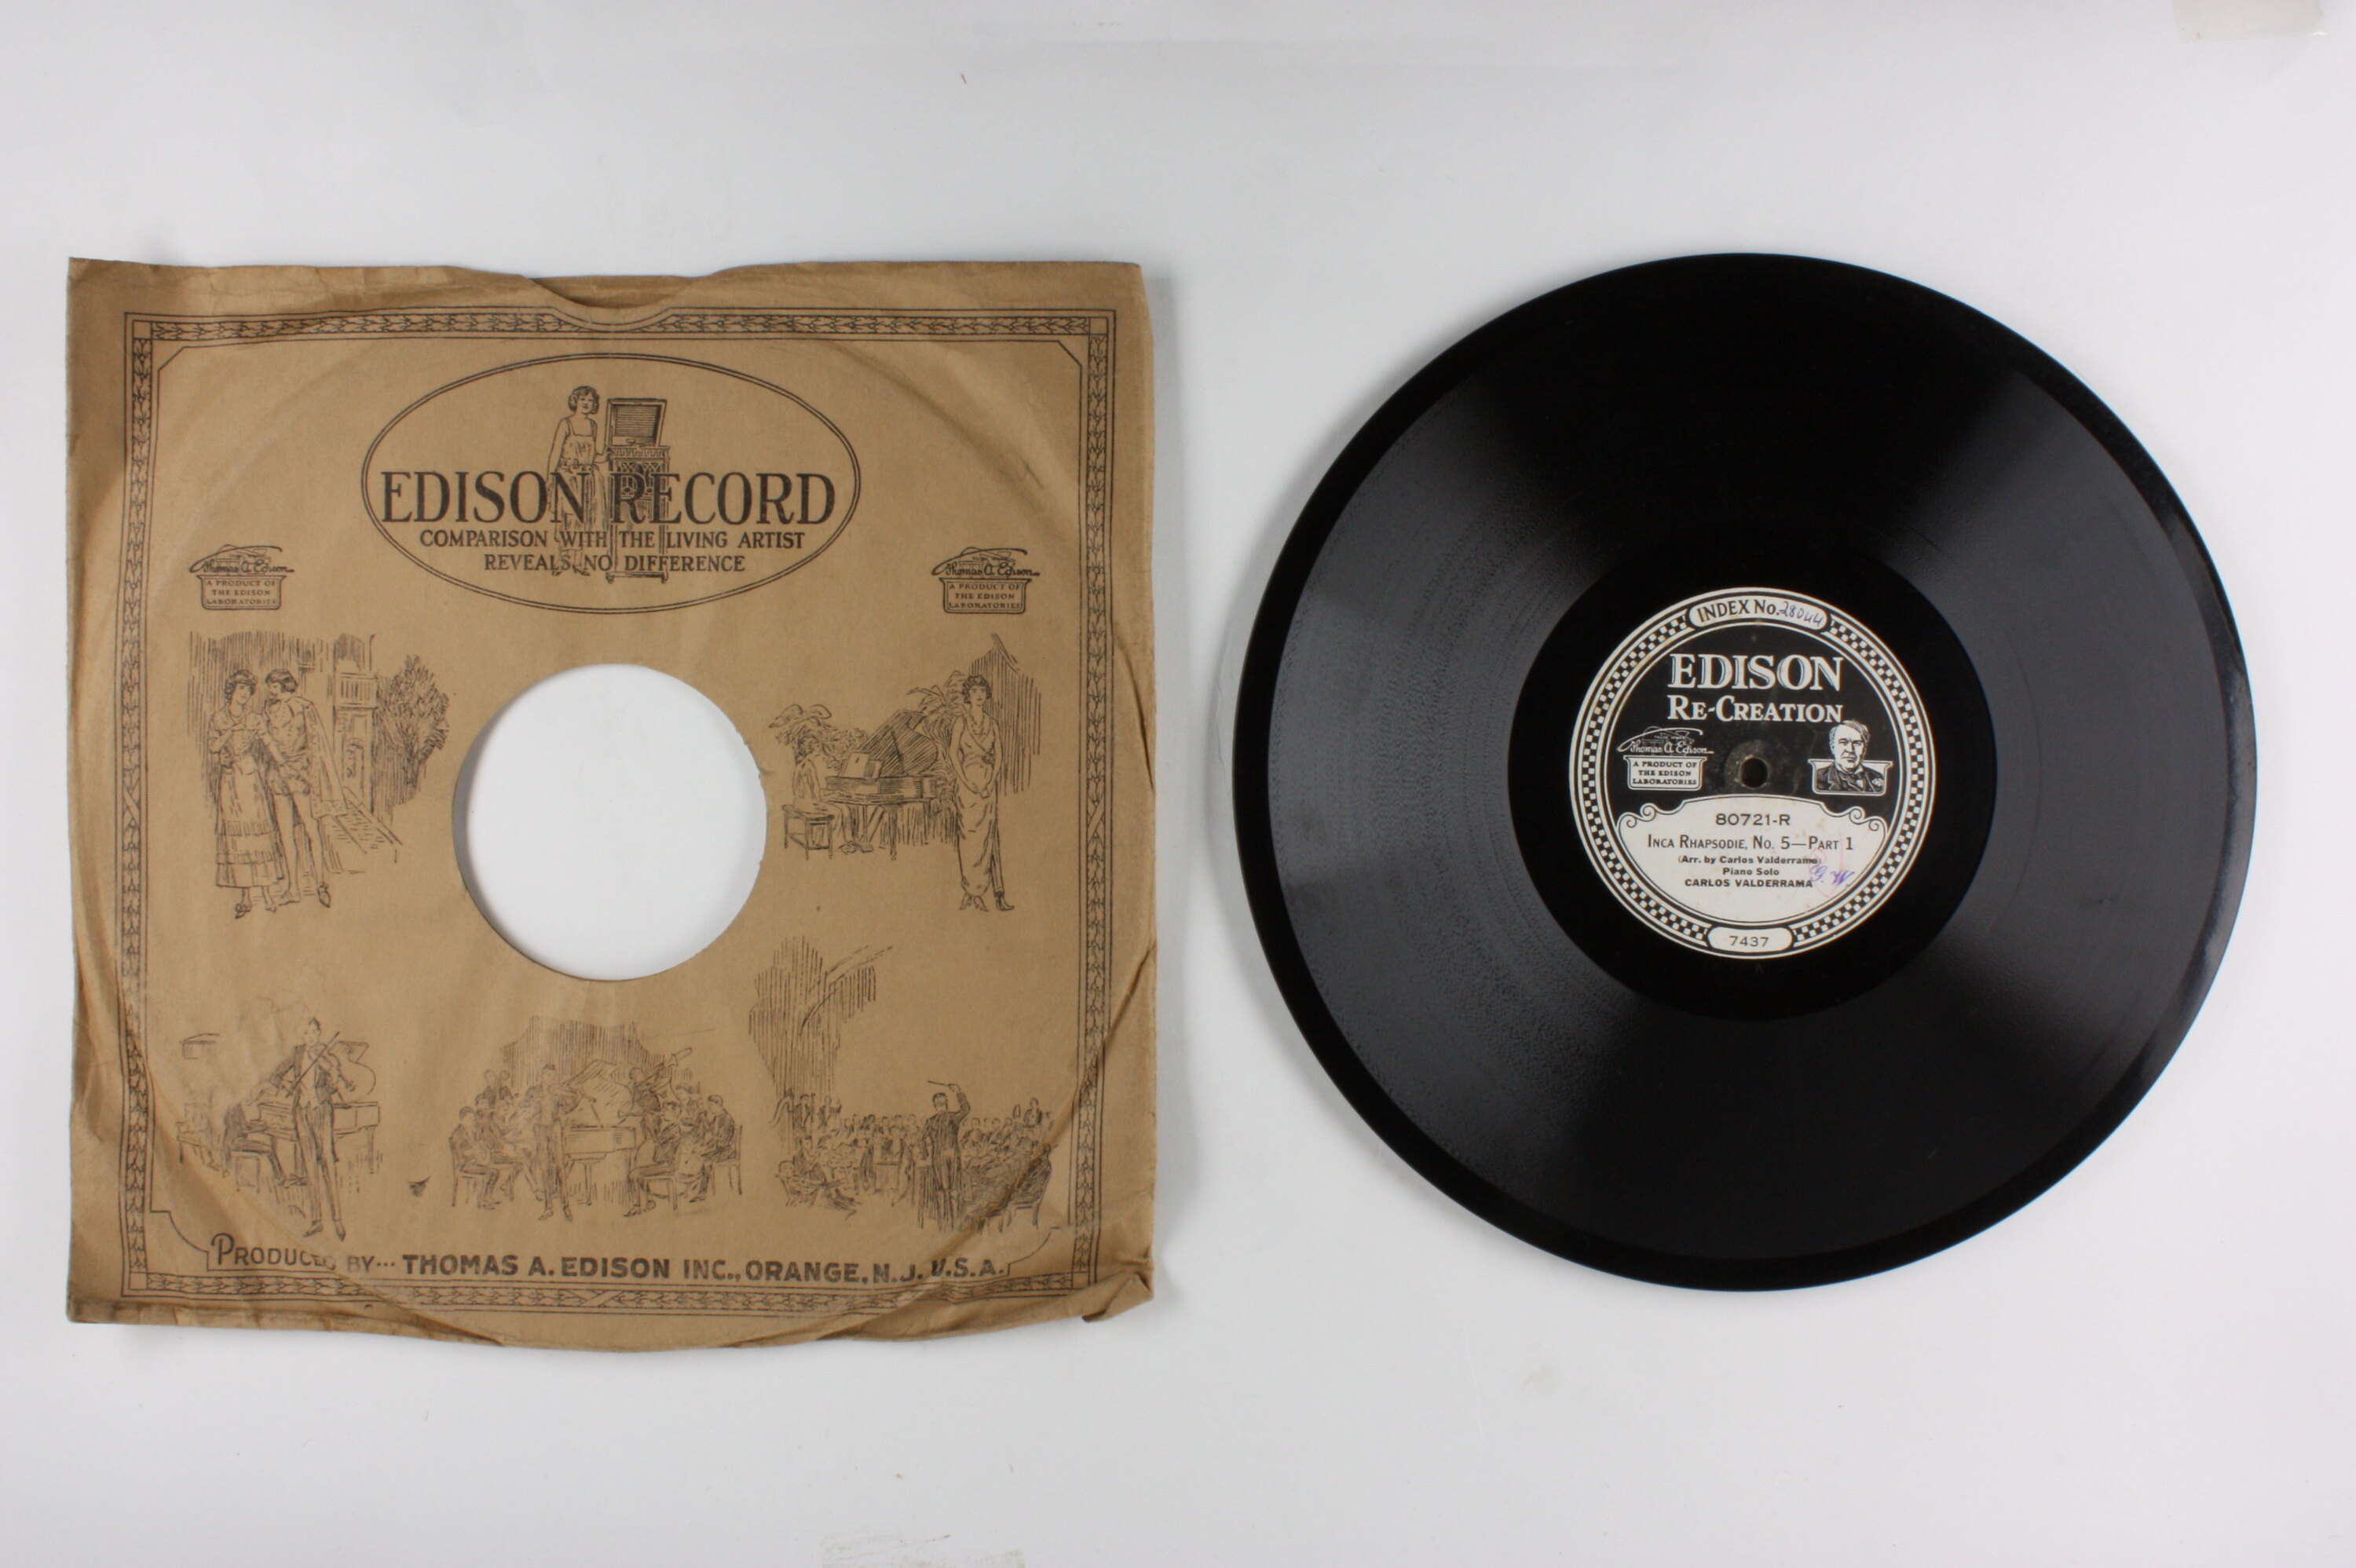 EDISON RECORD
COMPARISON WITH THE LIVING ARTIST
REVEALS NO DIFFERENCE
Thomas A. Edison
A PRODUCT OF
THE EDISON
LABORATORIES
Thomas A. Edison
A PRODUCT OF
THE EDISON
LABORATORIES
PRODUCED BY... THOMAS A. EDISON INC., ORANGE, N.J. U.S.A.
INDEX No. 28044
EDISON
RE-CREATION
Thomas A. Edison
A PRODUCT OF
THE EDISON
LABORATORIES
80721-R
INCA RHAPSODIE, No. 5—PART 1
(Arr. by Carlos Valderrama)
Piano Solo
CARLOS VALDERRAMA
G. W.
7437